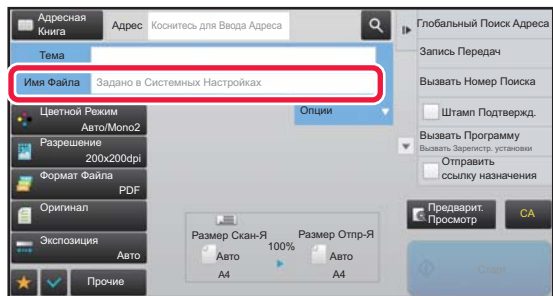 Адресная
Книга
Адрес
Коснитесь для Ввода Адреса
Тема
Имя Файла
Задано в Системных Настройках
Цветной Режим
Авто/Mono2
Опции
Разрешение
200x200dpi
Формат Файла
PDF
Оригинал
Экспозиция
Авто
Прочие
Размер Скан-Я
100%
Размер Отпр-Я
Авто
A4
Авто
A4
Глобальный Поиск Адреса
Запись Передач
Вызвать Номер Поиска
Штамп Подтвержд.
Вызвать Программу
Вызвать Зарегистр. установки
Отправить
ссылку назначения
Предварит.
Просмотр
CA
Старт